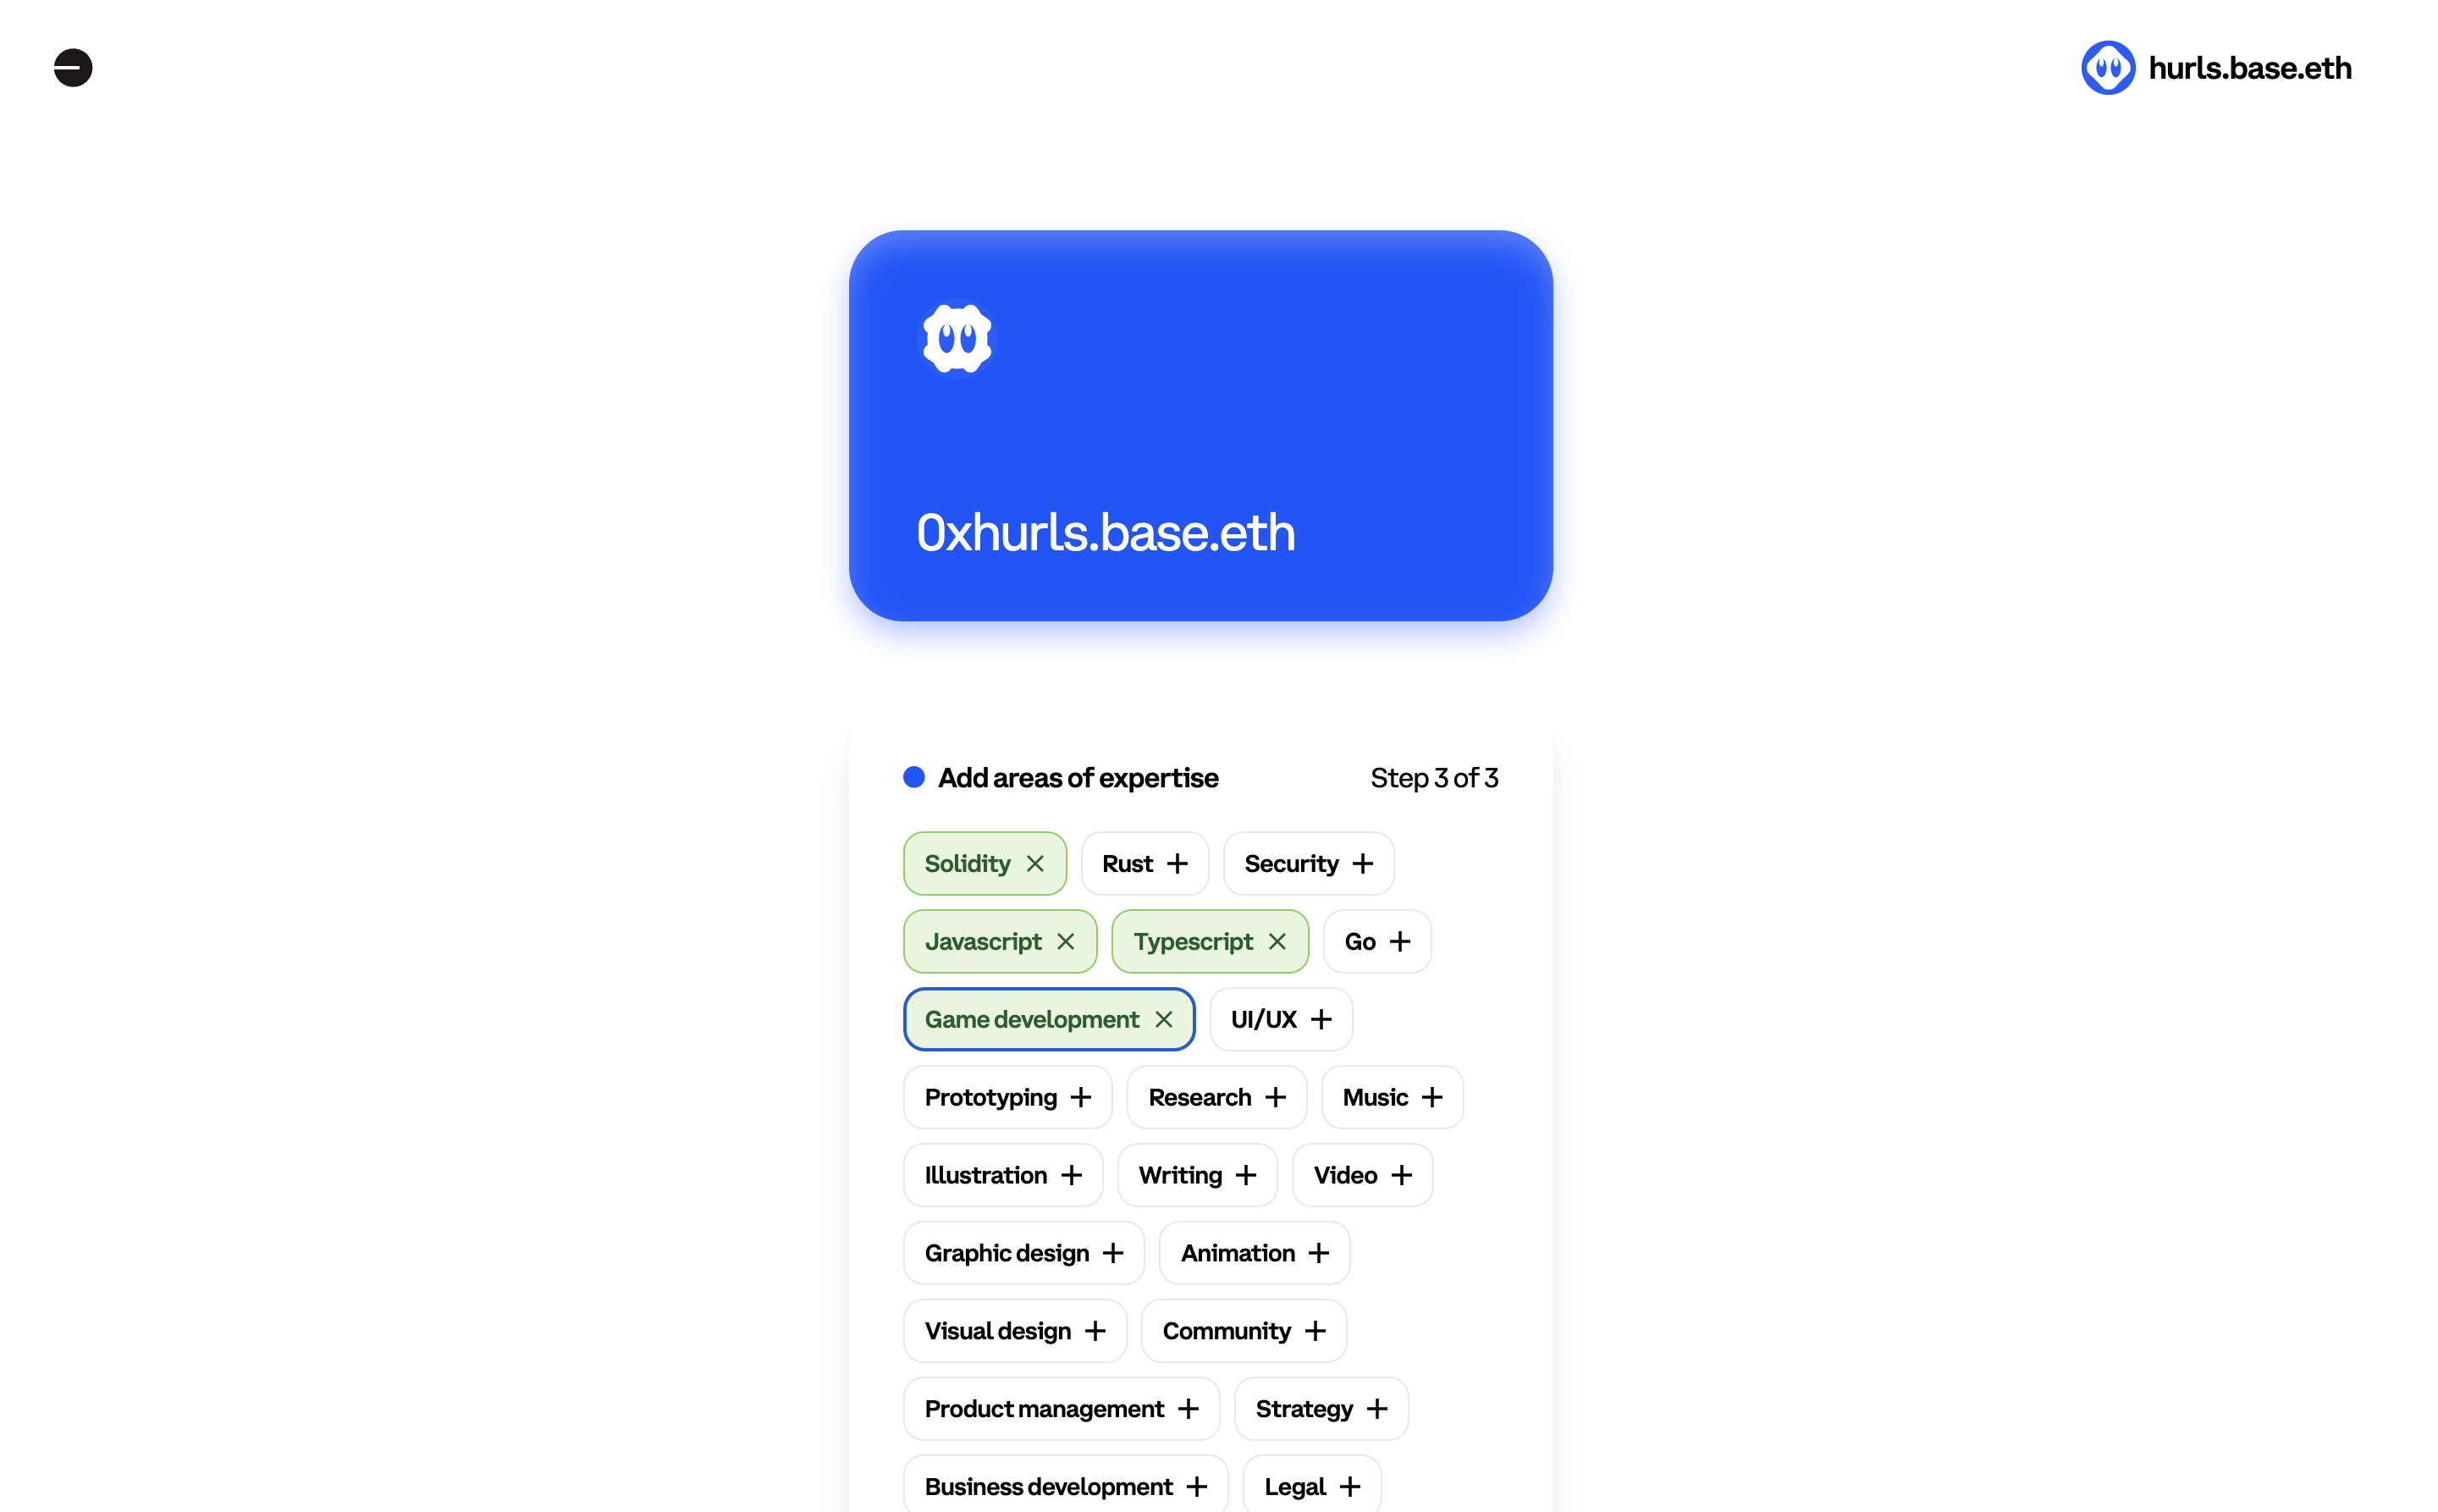 hurls.base.eth
0xhurls.base.eth
Add areas of expertise Step 3 of 3
Solidity Rust Security
Javascript Typescript Go
Game development UI/UX
Prototyping Research Music
Illustration Writing Video
Graphic design Animation
Visual design Community
Product management Strategy
Business development Legal